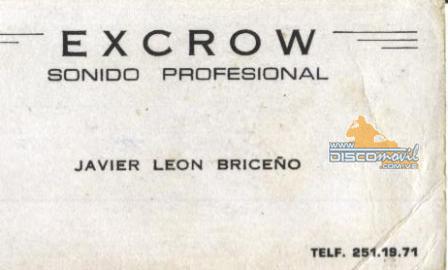 EXCROW
SONIDO PROFESIONAL
JAVIER LEON BRICEÑO
WWW.
DISCOmovil
.COM.VE
TELF. 251.19.71